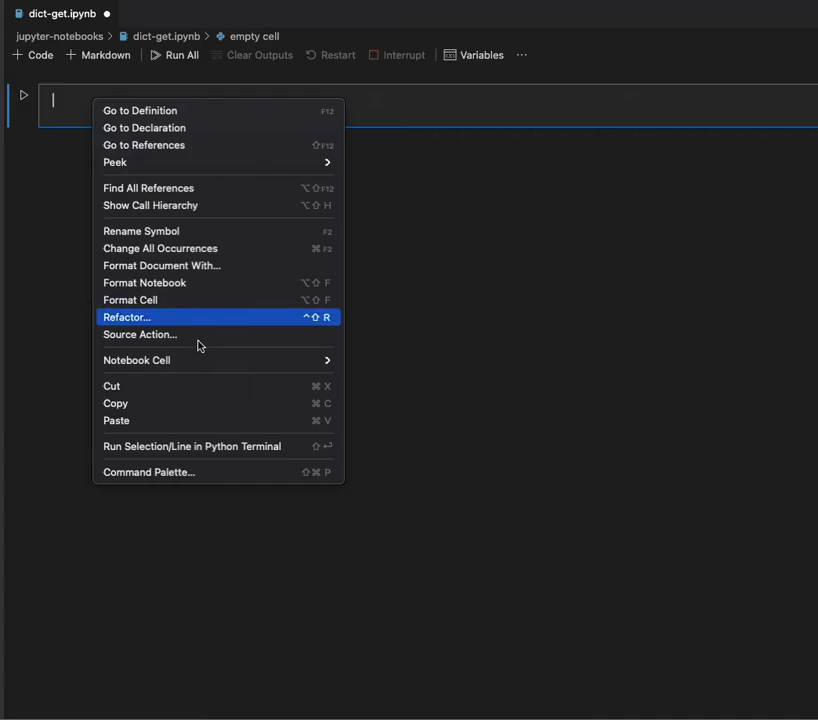 dict-get.ipynb ●
jupyter-notebooks > dict-get.ipynb > empty cell
+ Code + Markdown Run All Clear Outputs Restart Interrupt Variables ···
Go to Definition F12
Go to Declaration
Go to References ⇧F12
Peek >
Find All References ⌥⇧F12
Show Call Hierarchy ⌥⇧ H
Rename Symbol F2
Change All Occurrences ⌘ F2
Format Document With...
Format Notebook ⌥⇧ F
Format Cell ⌥⇧ F
Refactor... ^⇧ R
Source Action...
Notebook Cell >
Cut ⌘ X
Copy ⌘ C
Paste ⌘ V
Run Selection/Line in Python Terminal ⇧⏎
Command Palette... ⇧⌘ P